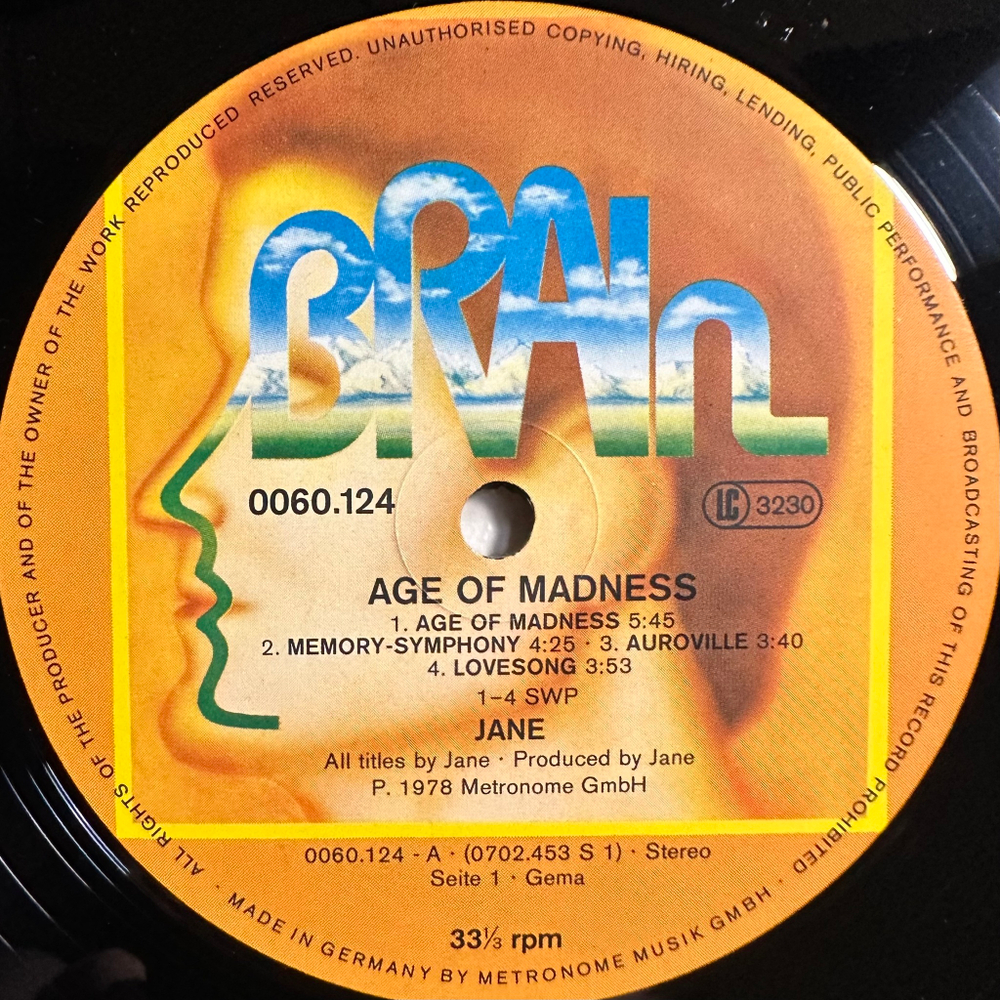 ALL RIGHTS OF THE PRODUCER AND OF THE OWNER OF THE WORK REPRODUCED RESERVED. UNAUTHORISED COPYING, HIRING, LENDING, PUBLIC PERFORMANCE AND BROADCASTING OF THIS RECORD PROHIBITED
BRAIN
0060.124
LC 3230
AGE OF MADNESS
1. AGE OF MADNESS 5:45
2. MEMORY-SYMPHONY 4:25 · 3. AUROVILLE 3:40
4. LOVESONG 3:53
1–4 SWP
JANE
All titles by Jane · Produced by Jane
P. 1978 Metronome GmbH
0060.124 - A · (0702.453 S 1) · Stereo
Seite 1 · Gema
33⅓ rpm
· MADE IN GERMANY BY METRONOME MUSIK GMBH ·